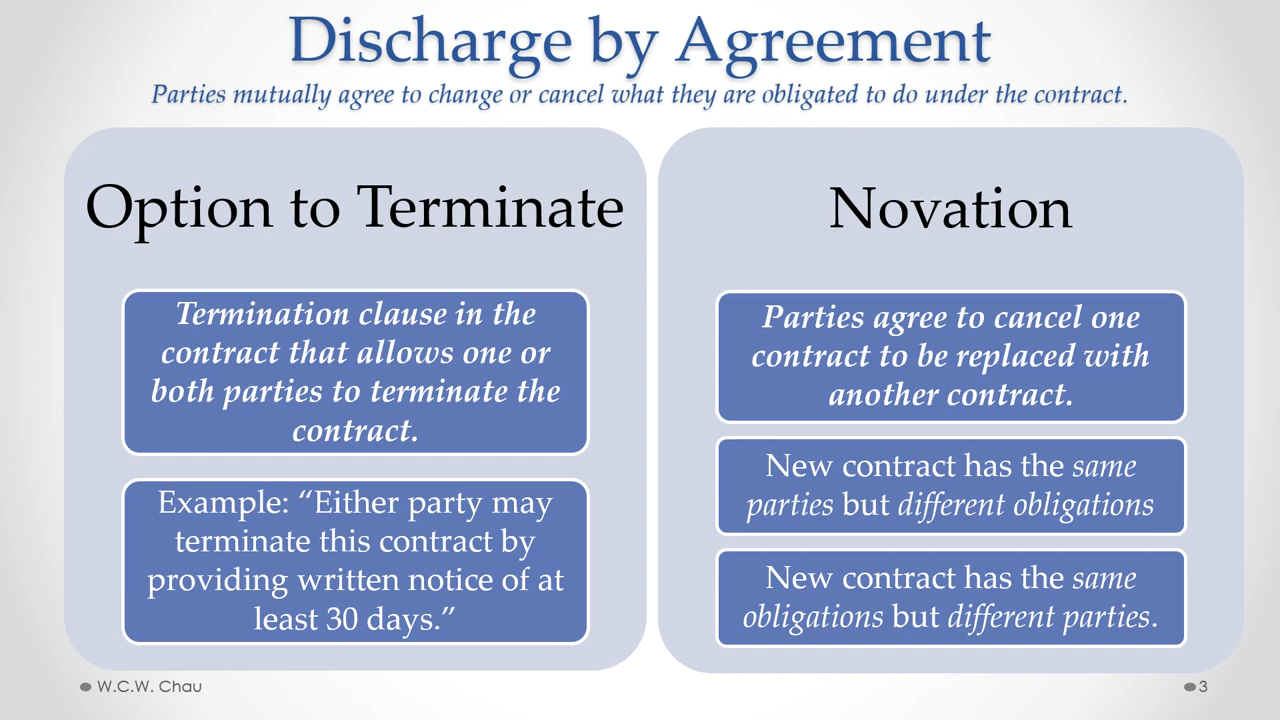 Discharge by Agreement
Parties mutually agree to change or cancel what they are obligated to do under the contract.
Option to Terminate
Termination clause in the
contract that allows one or
both parties to terminate the
contract.
Example: “Either party may
terminate this contract by
providing written notice of at
least 30 days.”
Novation
Parties agree to cancel one
contract to be replaced with
another contract.
New contract has the same
parties but different obligations
New contract has the same
obligations but different parties.
W.C.W. Chau
3